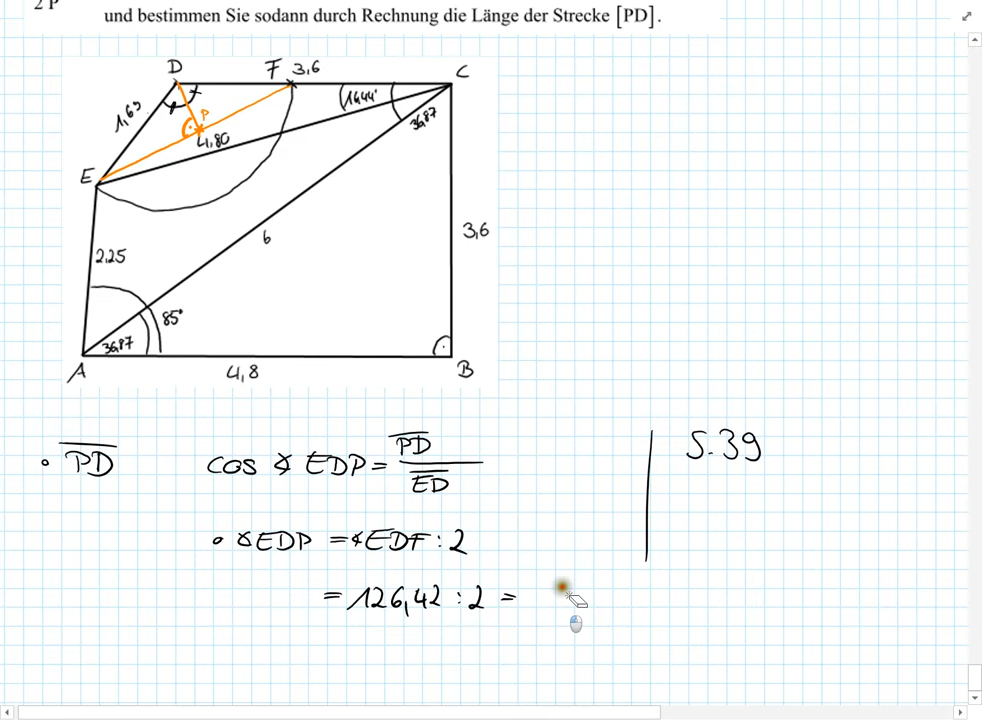 2 P
und bestimmen Sie sodann durch Rechnung die Länge der Strecke [PD].
D F 3,6 C
1,69
16,44°
P
36,87
4,80
E
6
3,6
2,25
85°
36,87
A 4,8 B
• PD cos ∢ EDP = PD / ED
S. 39
• ∢EDP = ∢EDF : 2
= 126,42 : 2 =